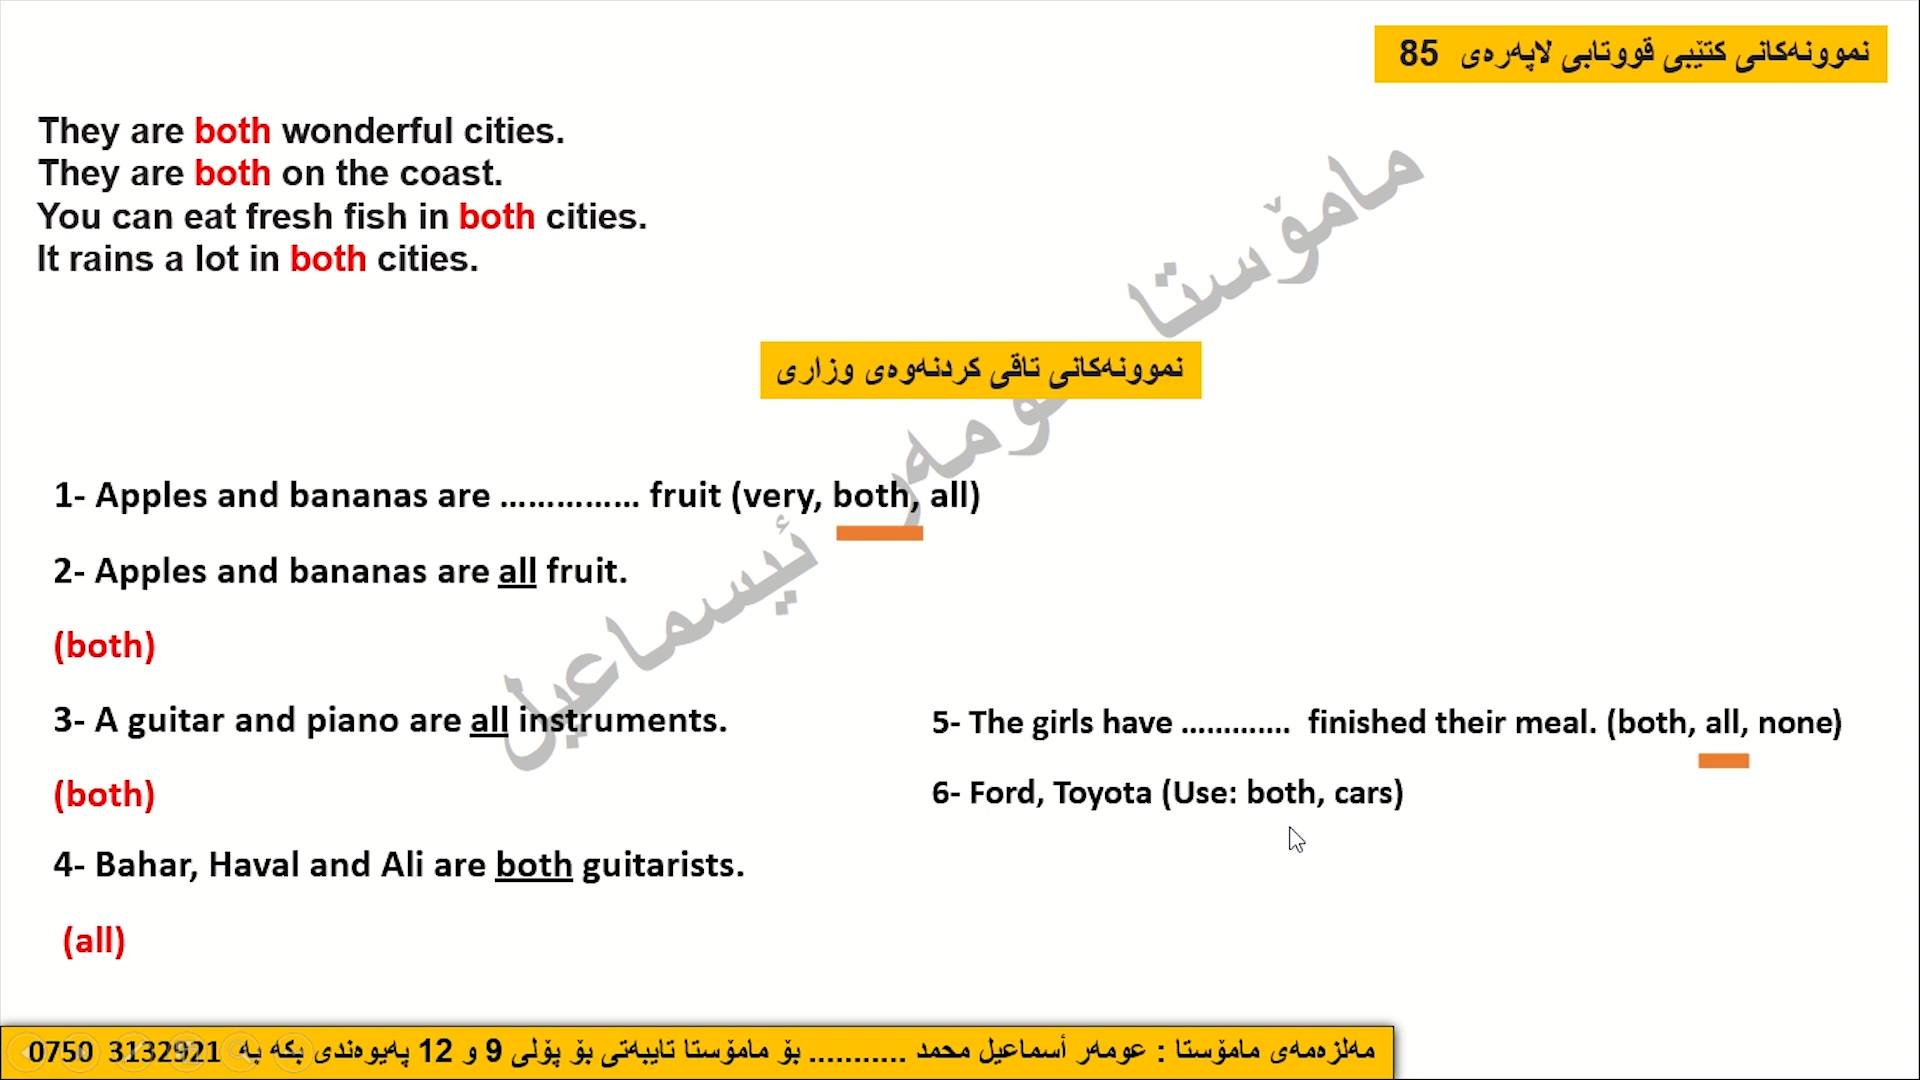 نموونەکانی کتێبی قووتابی لاپەرەی 85
They are both wonderful cities.
They are both on the coast.
You can eat fresh fish in both cities.
It rains a lot in both cities.
مامۆستا عومەر ئیسماعیل
نموونەکانی تاقی کردنەوەی وزاری
1- Apples and bananas are ............... fruit (very, both, all)
2- Apples and bananas are all fruit.
(both)
3- A guitar and piano are all instruments.
(both)
4- Bahar, Haval and Ali are both guitarists.
(all)
5- The girls have ............. finished their meal. (both, all, none)
6- Ford, Toyota (Use: both, cars)
مەلزەمەی مامۆستا : عومەر أسماعیل محمد ........... بۆ مامۆستا تایبەتی بۆ پۆلی 9 و 12 پەیوەندی بکە بە 3132921 0750